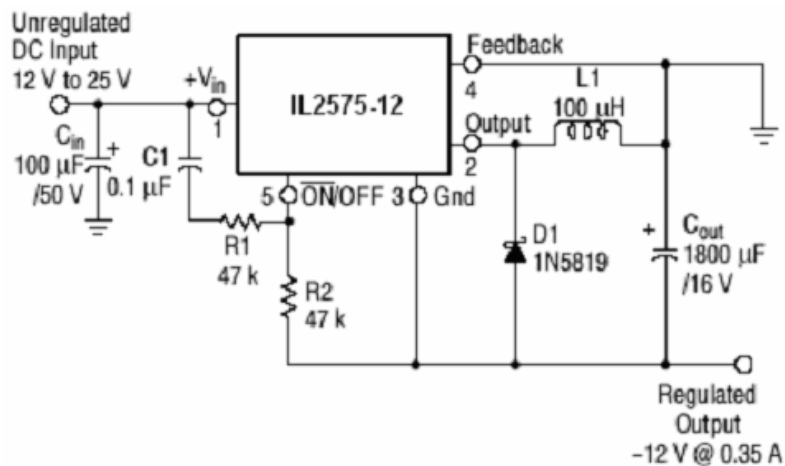 Unregulated
DC Input
12 V to 25 V
+Vin
1
IL2575-12
Feedback
4
L1
100 µH
Output
2
Cin
100 µF
/50 V
+
C1
0.1 µF
5
ON/OFF
3
Gnd
R1
47 k
R2
47 k
D1
1N5819
+
Cout
1800 µF
/16 V
Regulated
Output
–12 V @ 0.35 A